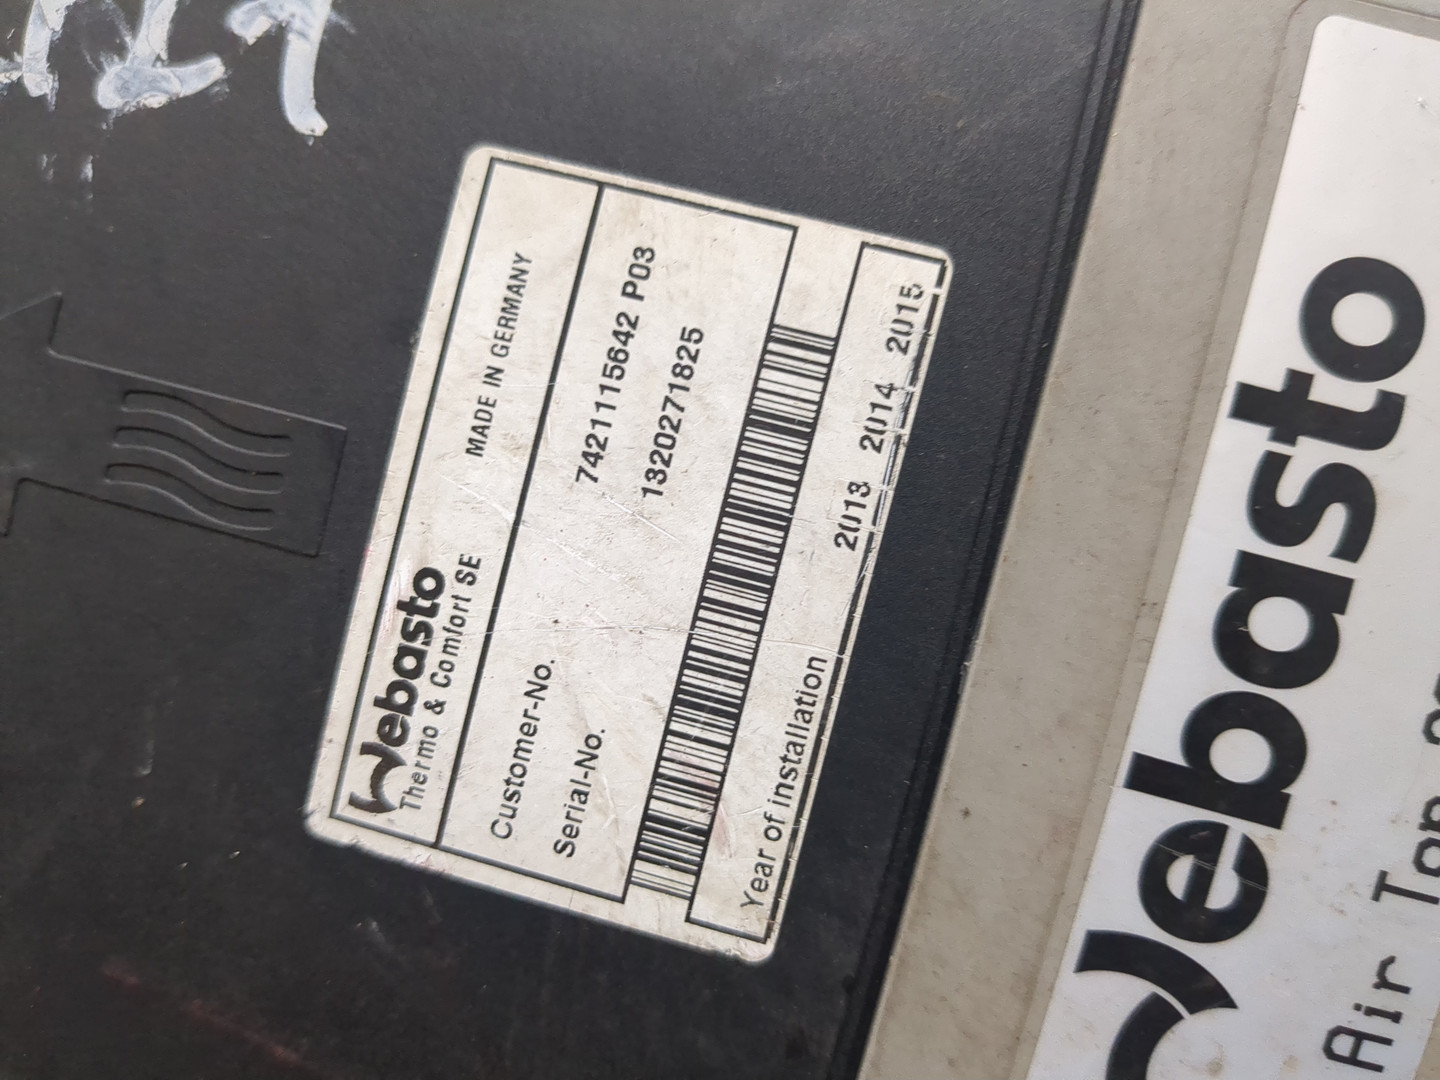 Webasto
Thermo & Comfort SE
MADE IN GERMANY
Customer-No. 7421115642 P03
Serial-No. 1320271825
Year of installation 2013 2014 2015
Webasto
Air Top